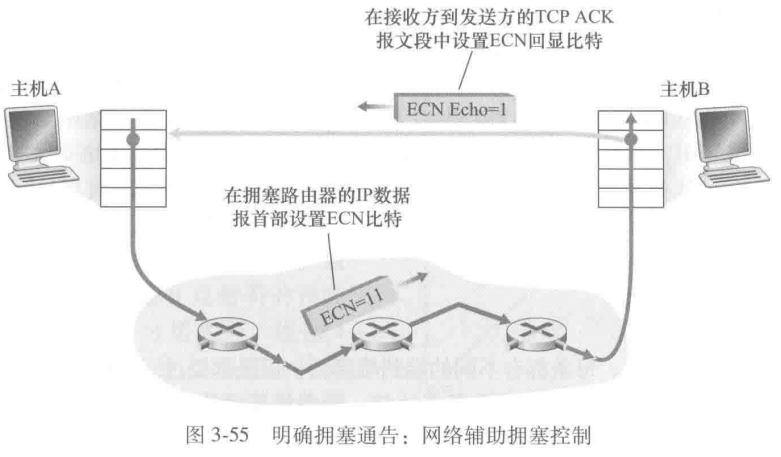 在接收方到发送方的TCP ACK
报文段中设置ECN回显比特
主机A
主机B
ECN Echo=1
在拥塞路由器的IP数据
报首部设置ECN比特
ECN=11
图 3-55 明确拥塞通告：网络辅助拥塞控制